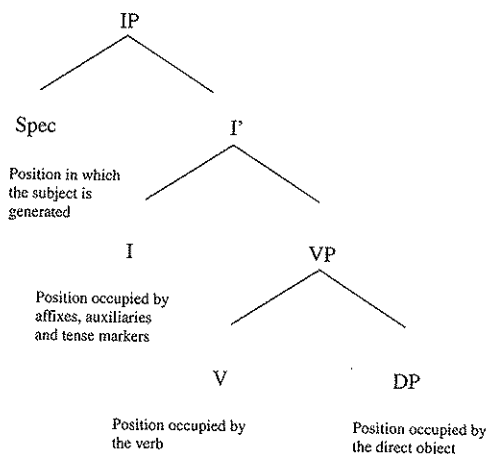 IP
Spec
I'
Position in which
the subject is
generated
I
VP
Position occupied by
affixes, auxiliaries
and tense markers
V
DP
Position occupied by
the verb
Position occupied by
the direct object